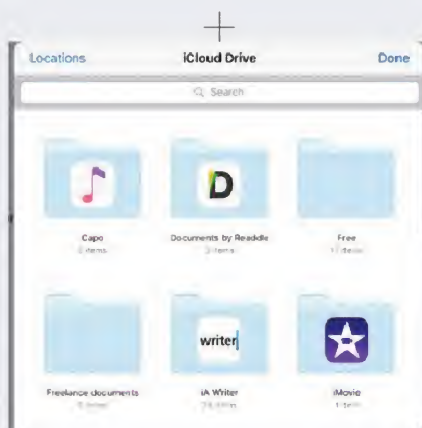 Locations iCloud Drive Done
Search
D
Capo Documents by Readdle Free
writer
Freelance documents iA Writer iMovie